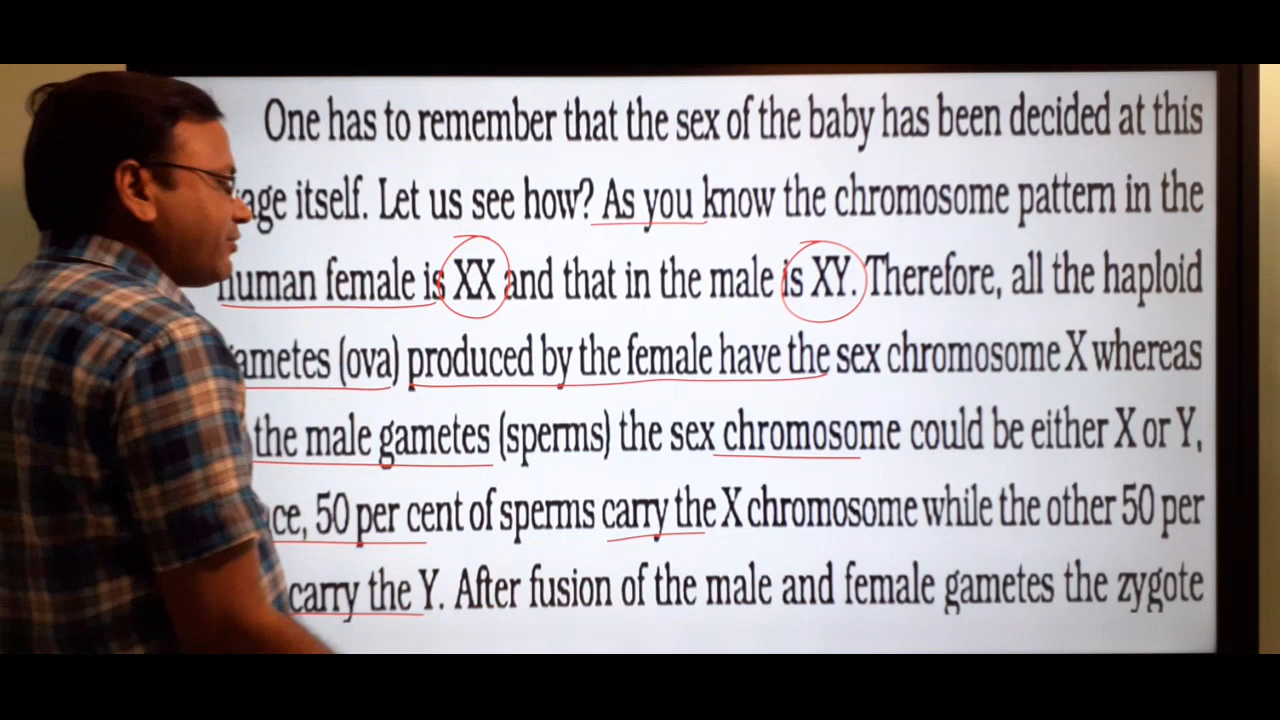 One has to remember that the sex of the baby has been decided at this
itself. Let us see how? As you know the chromosome pattern in the
human female is XX and that in the male is XY. Therefore, all the haploid
(ova) produced by the female have the sex chromosome X whereas
the male gametes (sperms) the sex chromosome could be either X or Y,
50 per cent of sperms carry the X chromosome while the other 50 per
carry the Y. After fusion of the male and female gametes the zygote